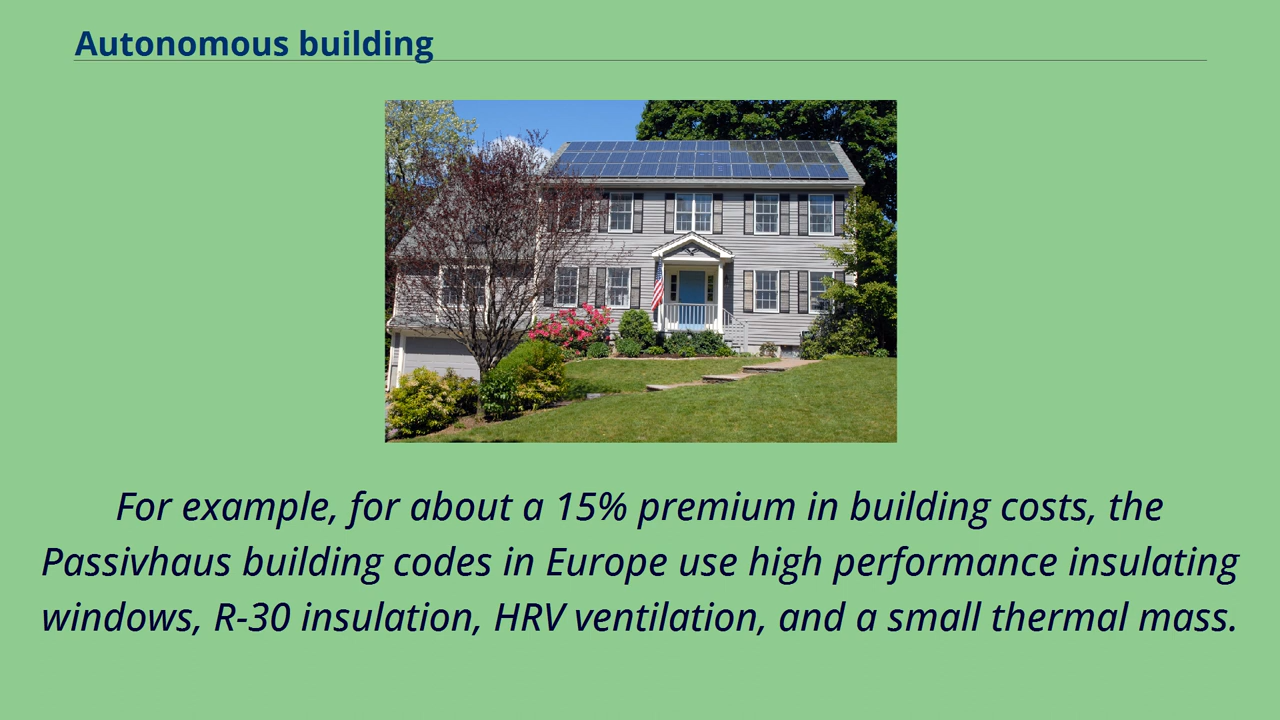 Autonomous building
For example, for about a 15% premium in building costs, the
Passivhaus building codes in Europe use high performance insulating
windows, R-30 insulation, HRV ventilation, and a small thermal mass.